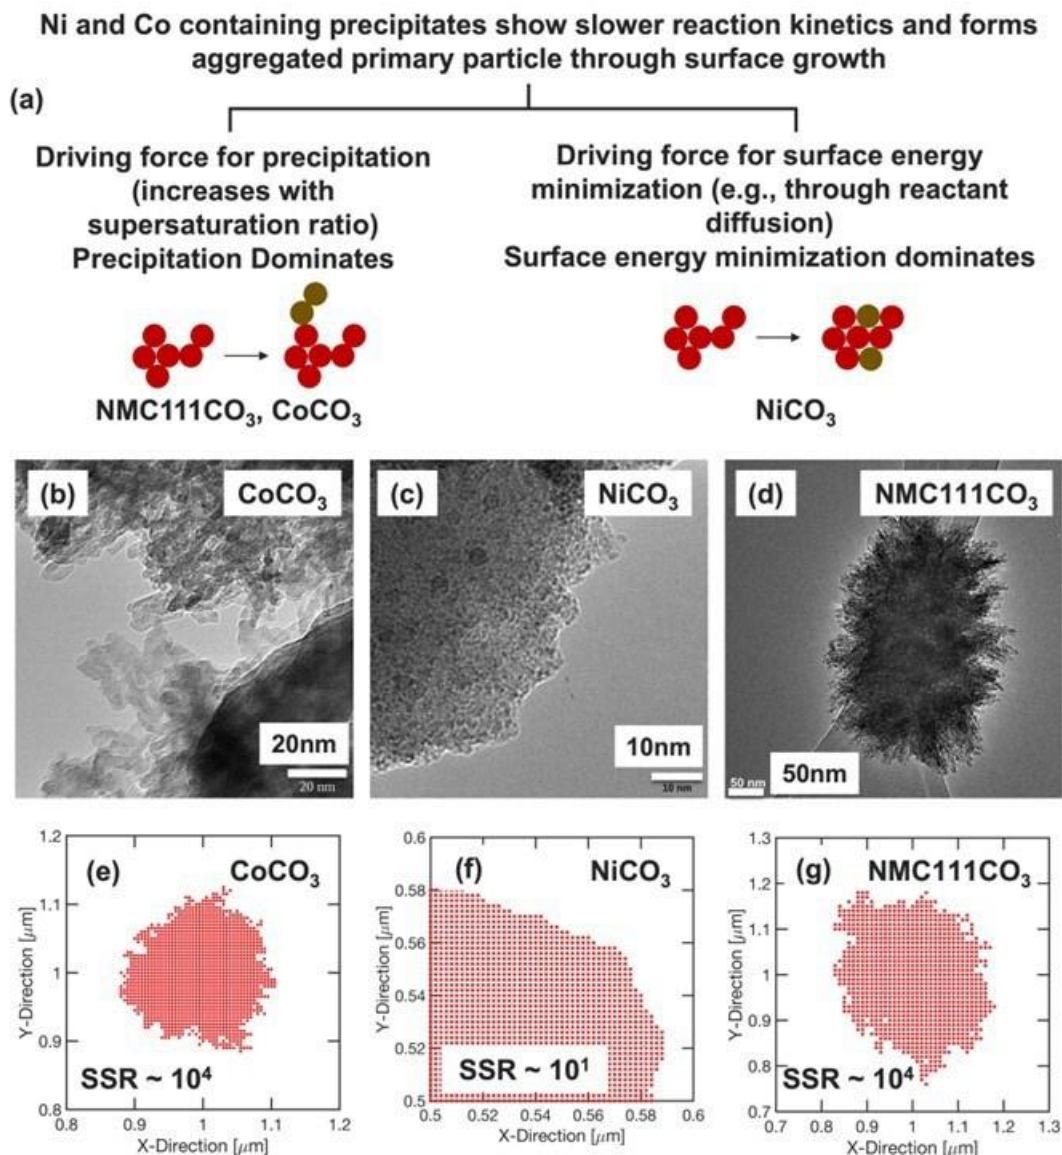 Ni and Co containing precipitates show slower reaction kinetics and forms
aggregated primary particle through surface growth
(a)
Driving force for precipitation
(increases with
supersaturation ratio)
Precipitation Dominates
Driving force for surface energy
minimization (e.g., through reactant
diffusion)
Surface energy minimization dominates
NMC111CO₃, CoCO₃
NiCO₃
(b)
CoCO₃
20nm
20 nm
(c)
NiCO₃
10nm
10 nm
(d)
NMC111CO₃
50nm
50 nm
(e)
CoCO₃
1.2
1.1
1
0.9
0.8
Y-Direction [μm]
SSR ~ 10⁴
0.8 0.9 1 1.1 1.2
X-Direction [μm]
(f)
NiCO₃
0.6
0.58
0.56
0.54
0.52
0.5
Y-Direction [μm]
SSR ~ 10¹
0.5 0.52 0.54 0.56 0.58 0.6
X-Direction [μm]
(g)
NMC111CO₃
1.3
1.2
1.1
1
0.9
0.8
0.7
Y-Direction [μm]
SSR ~ 10⁴
0.7 0.8 0.9 1 1.1 1.2 1.3
X-Direction [μm]